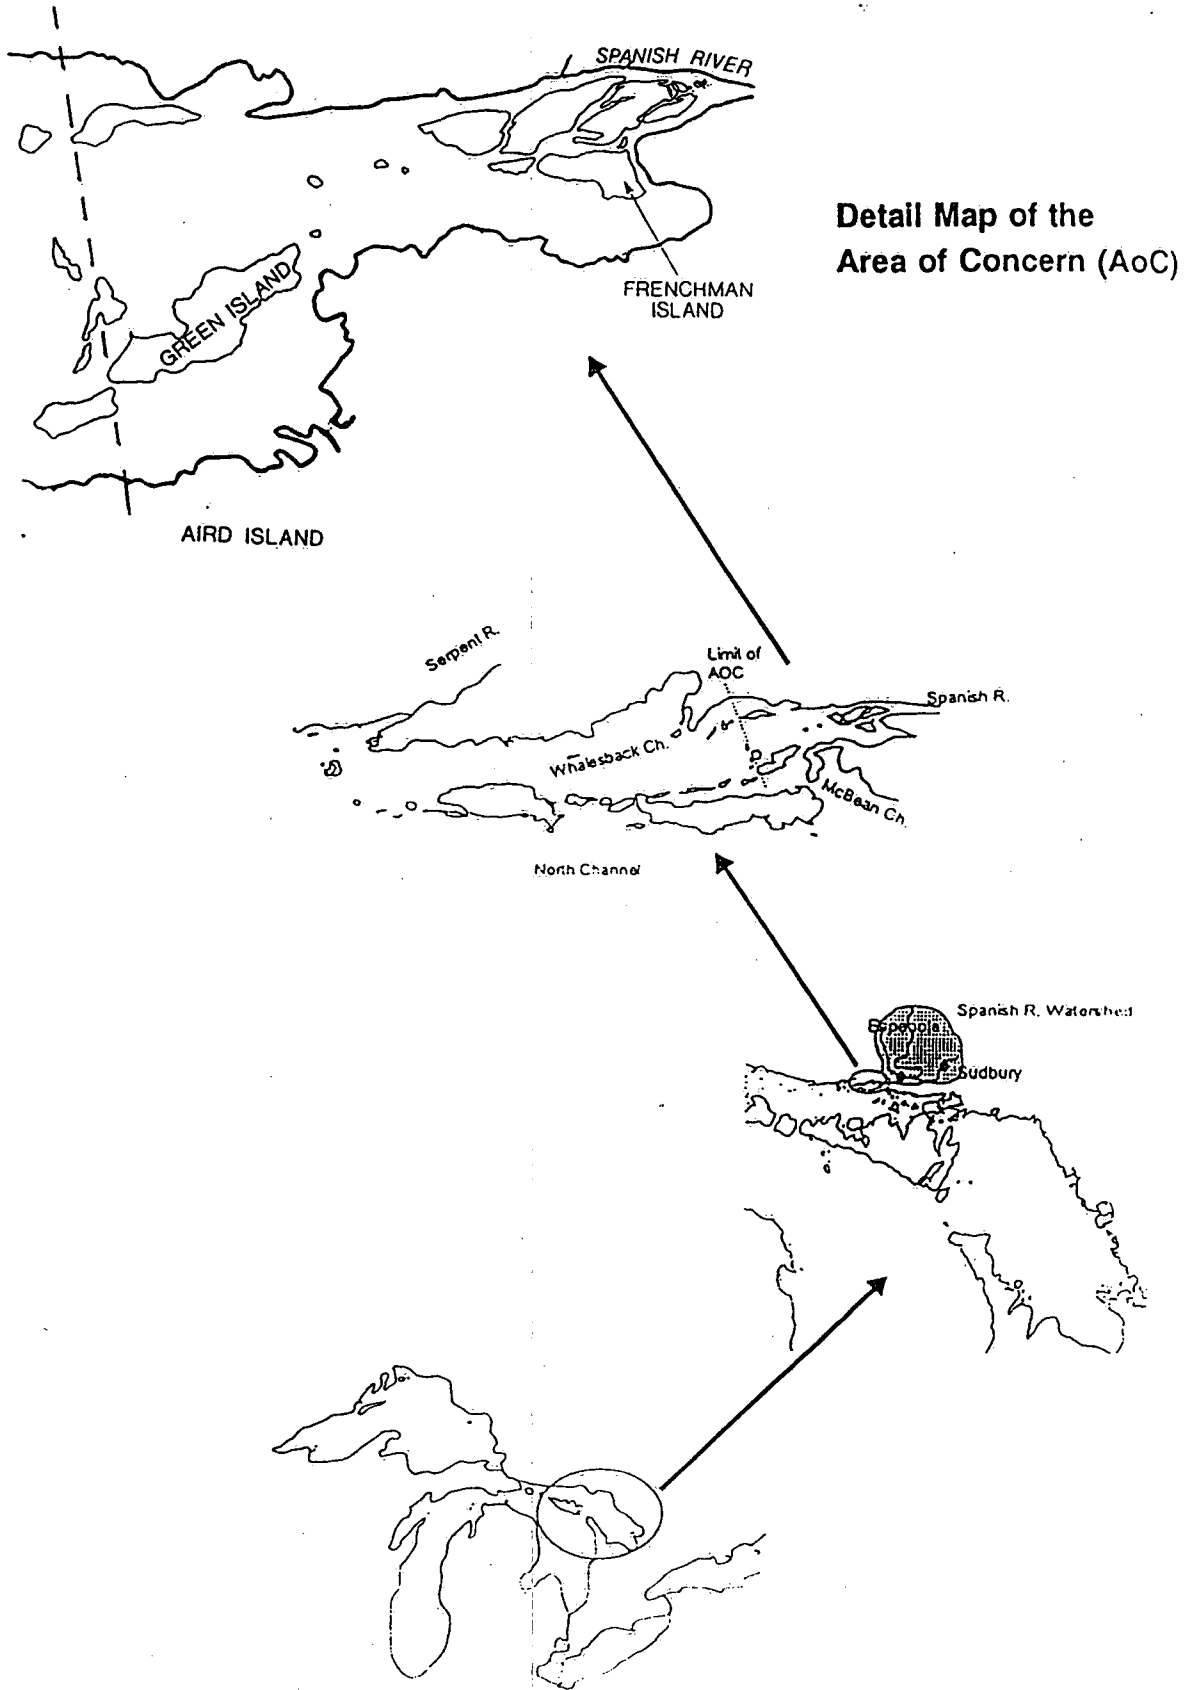 SPANISH RIVER
Detail Map of the
Area of Concern (AoC)
GREEN ISLAND
FRENCHMAN
ISLAND
AIRD ISLAND
Serpent R.
Limit of
AOC
Spanish R.
Whalesback Ch.
McBean Ch.
North Channel
Spanish R. Watershed
Espanola
Sudbury